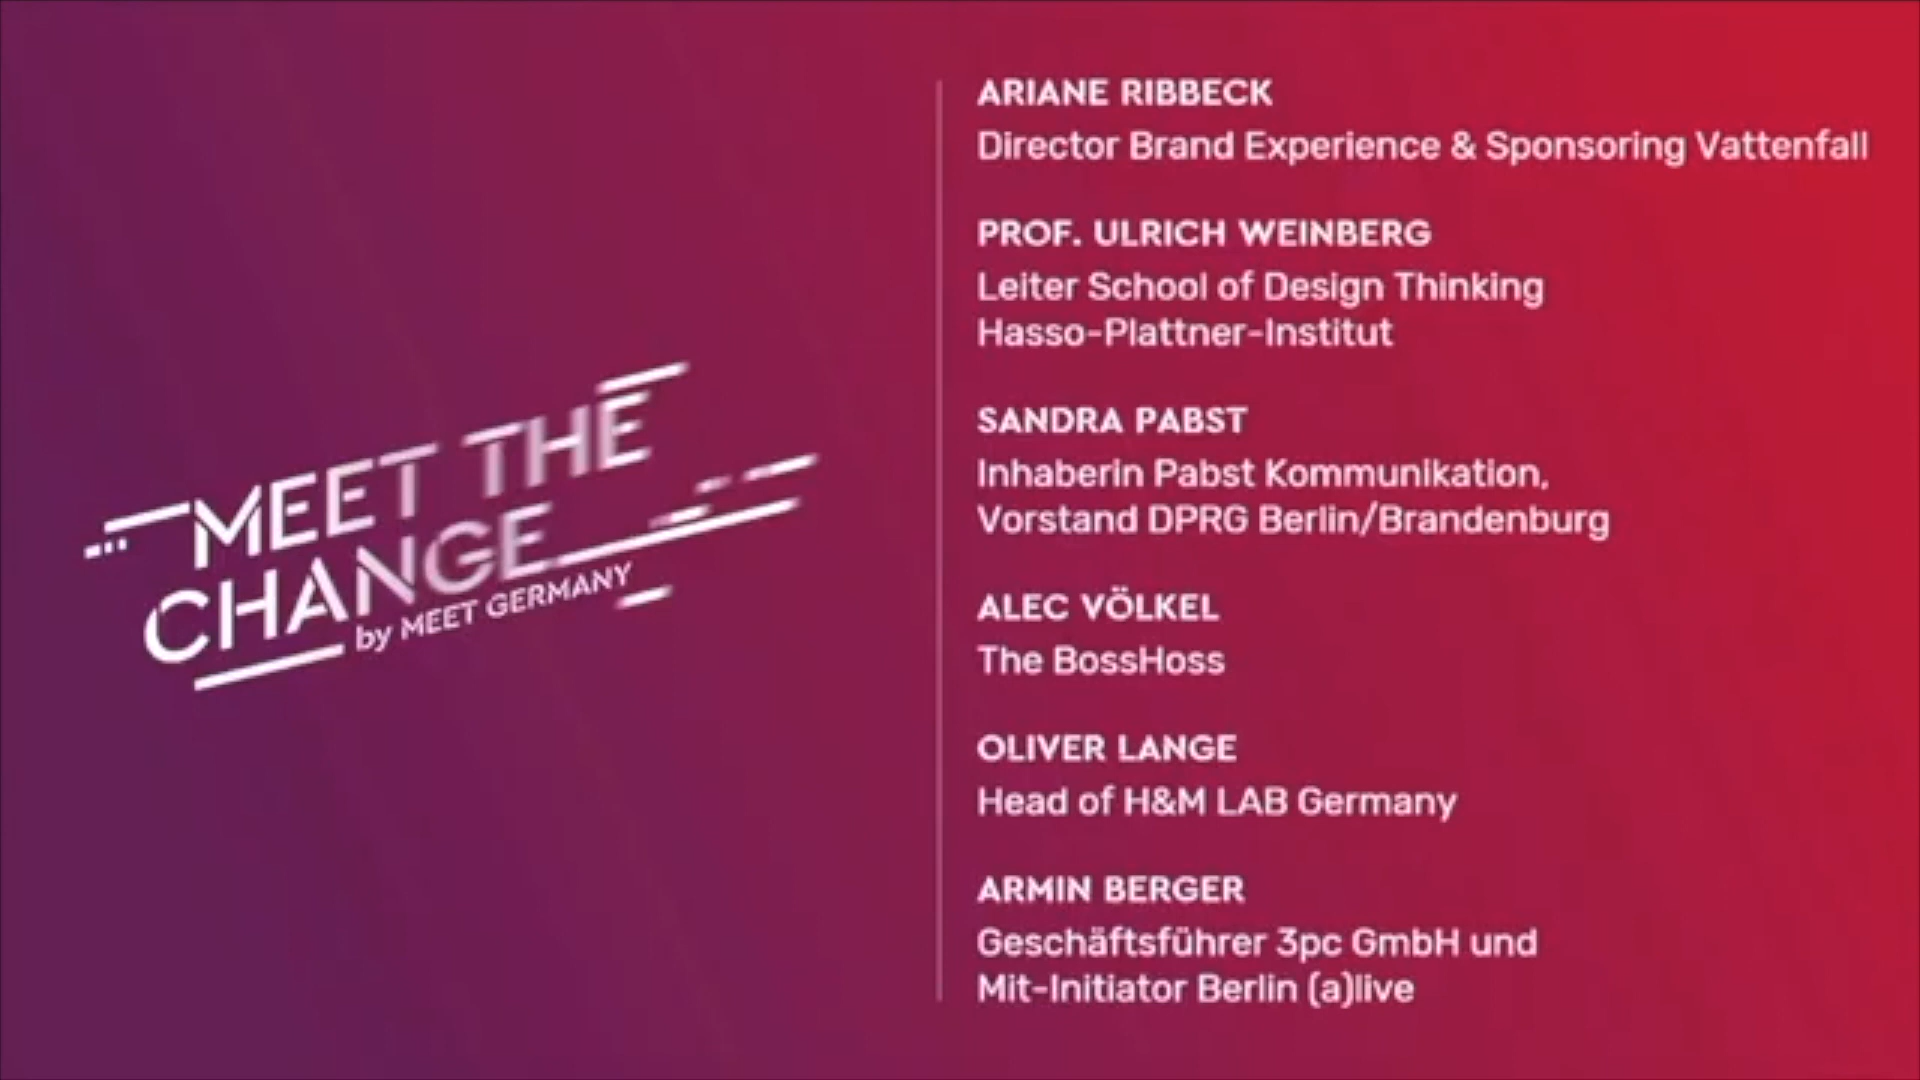 MEET THE
CHANGE
by MEET GERMANY
ARIANE RIBBECK
Director Brand Experience & Sponsoring Vattenfall
PROF. ULRICH WEINBERG
Leiter School of Design Thinking
Hasso-Plattner-Institut
SANDRA PABST
Inhaberin Pabst Kommunikation,
Vorstand DPRG Berlin/Brandenburg
ALEC VÖLKEL
The BossHoss
OLIVER LANGE
Head of H&M LAB Germany
ARMIN BERGER
Geschäftsführer 3pc GmbH und
Mit-Initiator Berlin (a)live